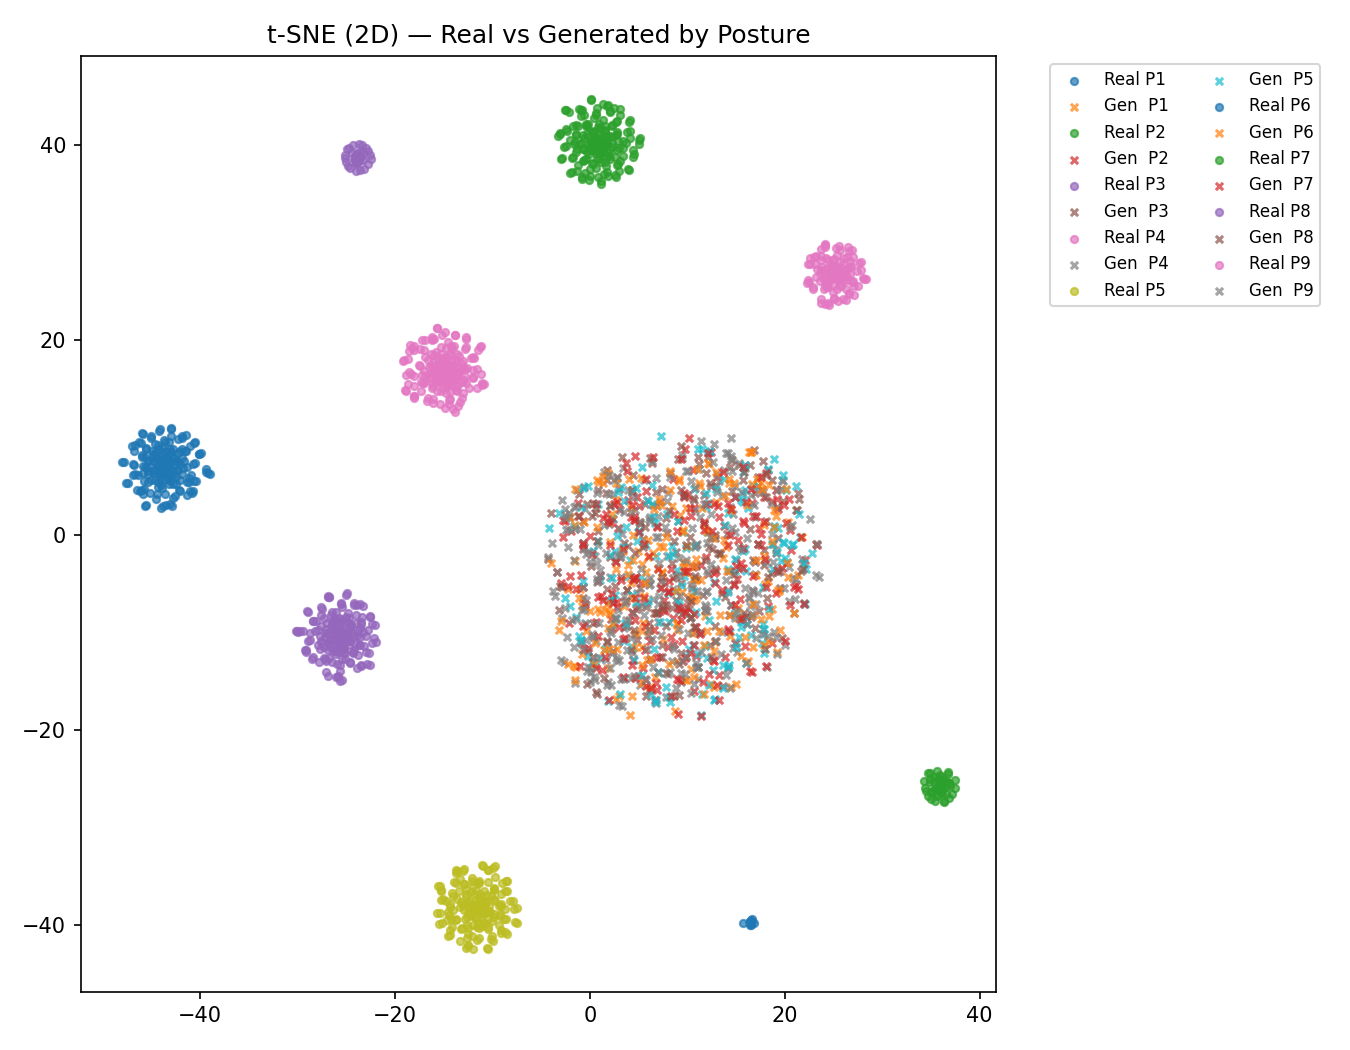 t-SNE (2D) — Real vs Generated by Posture
Real P1
Gen P1
Real P2
Gen P2
Real P3
Gen P3
Real P4
Gen P4
Real P5
Gen P5
Real P6
Gen P6
Real P7
Gen P7
Real P8
Gen P8
Real P9
Gen P9
40
20
0
−20
−40
−40
−20
0
20
40